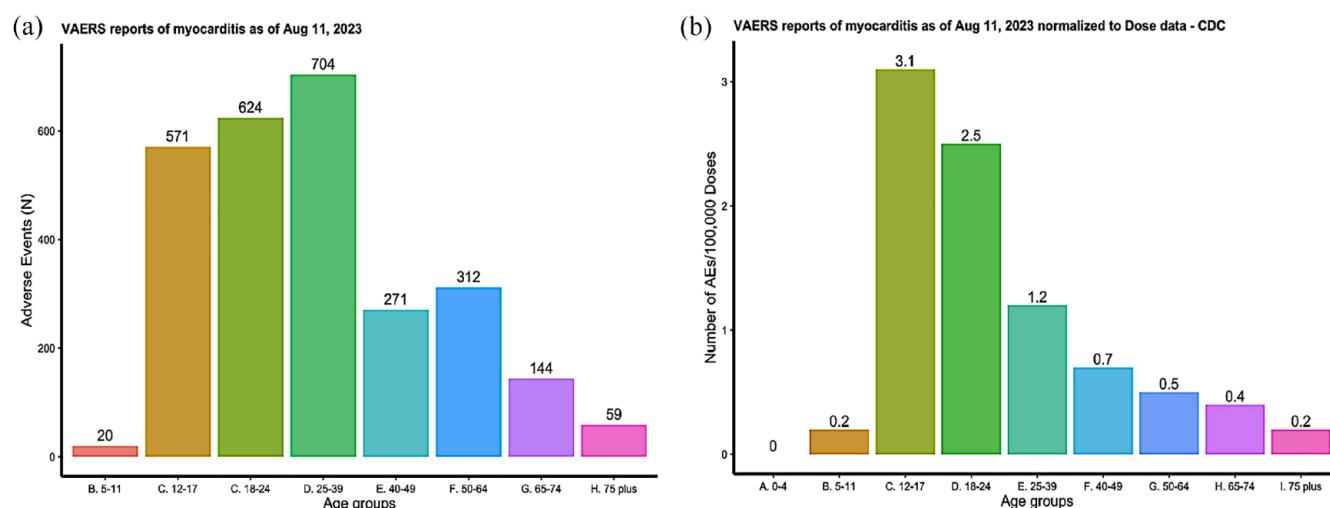 (a)
VAERS reports of myocarditis as of Aug 11, 2023
Adverse Events (N)
600
400
200
0
20
571
624
704
271
312
144
59
B. 5-11 C. 12-17 C. 18-24 D. 25-39 E. 40-49 F. 50-64 G. 65-74 H. 75 plus
Age groups
(b)
VAERS reports of myocarditis as of Aug 11, 2023 normalized to Dose data - CDC
Number of AEs/100,000 Doses
3
2
1
0
0
0.2
3.1
2.5
1.2
0.7
0.5
0.4
0.2
A. 0-4 B. 5-11 C. 12-17 D. 18-24 E. 25-39 F. 40-49 G. 50-64 H. 65-74 I. 75 plus
Age groups